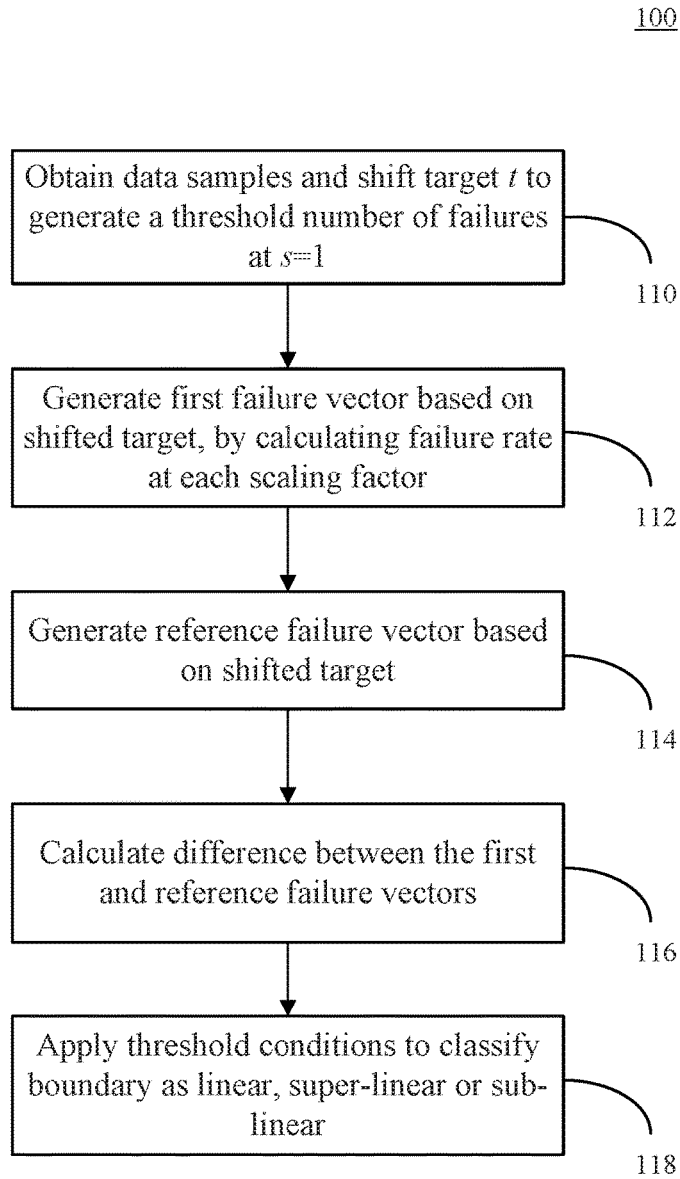 100
Obtain data samples and shift target t to
generate a threshold number of failures
at s=1
110
Generate first failure vector based on
shifted target, by calculating failure rate
at each scaling factor
112
Generate reference failure vector based
on shifted target
114
Calculate difference between the first
and reference failure vectors
116
Apply threshold conditions to classify
boundary as linear, super-linear or sub-
linear
118